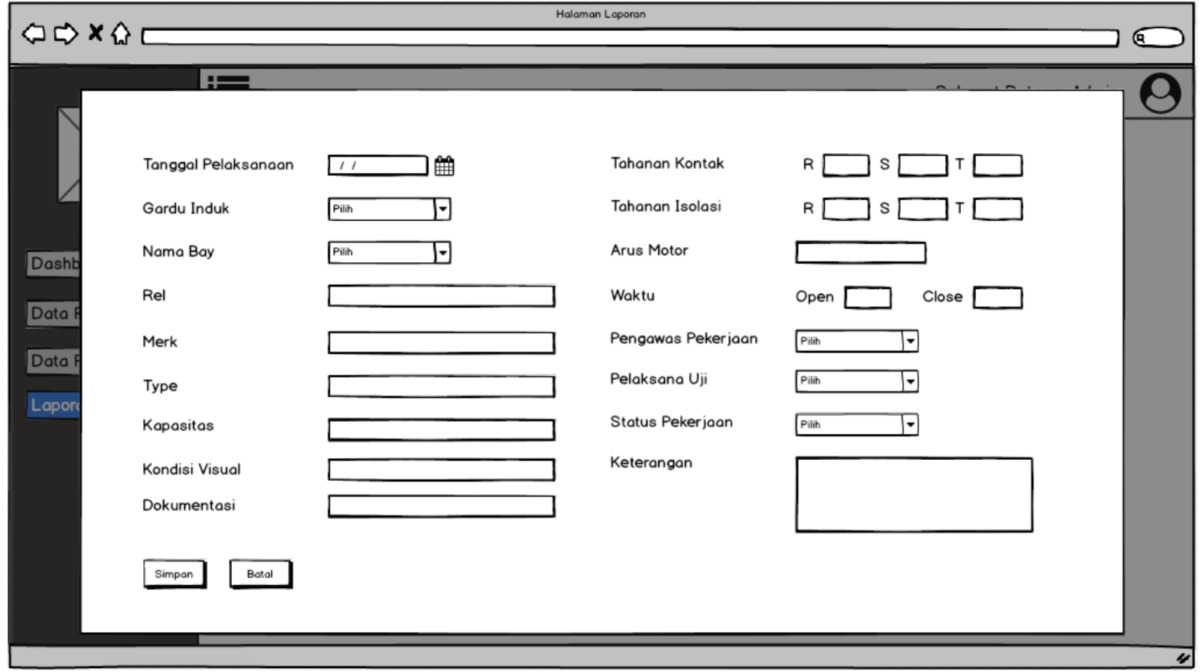 Halaman Laporan
Tanggal Pelaksanaan / /
Gardu Induk Pilih
Nama Bay Pilih
Rel
Merk
Type
Kapasitas
Kondisi Visual
Dokumentasi
Simpan Batal
Tahanan Kontak R S T
Tahanan Isolasi R S T
Arus Motor
Waktu Open Close
Pengawas Pekerjaan Pilih
Pelaksana Uji Pilih
Status Pekerjaan Pilih
Keterangan
Data
Data